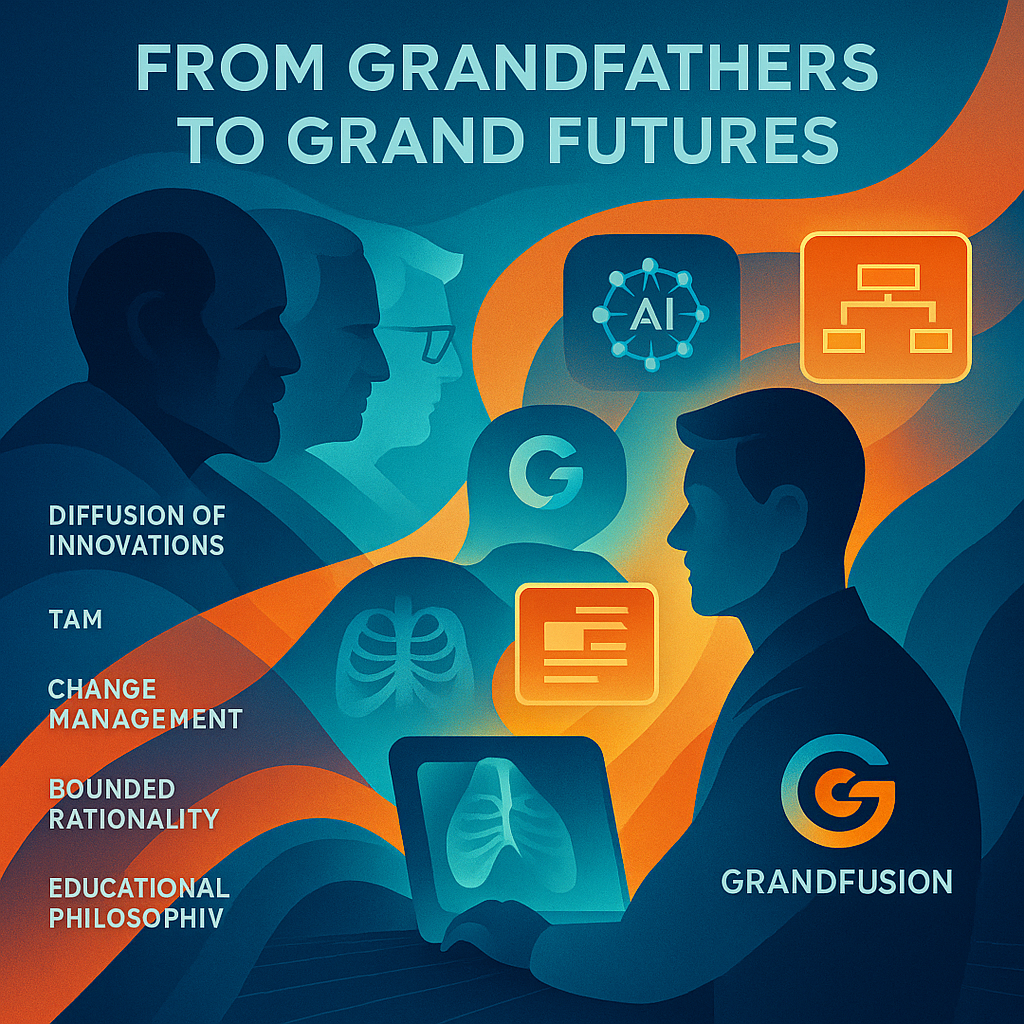 FROM GRANDFATHERS
TO GRAND FUTURES
AI
G
DIFFUSION OF
INNOVATIONS
TAM
CHANGE
MANAGEMENT
BOUNDED
RATIONALITY
EDUCATIONAL
PHILOSOPHIV
G
GRANDFUSION